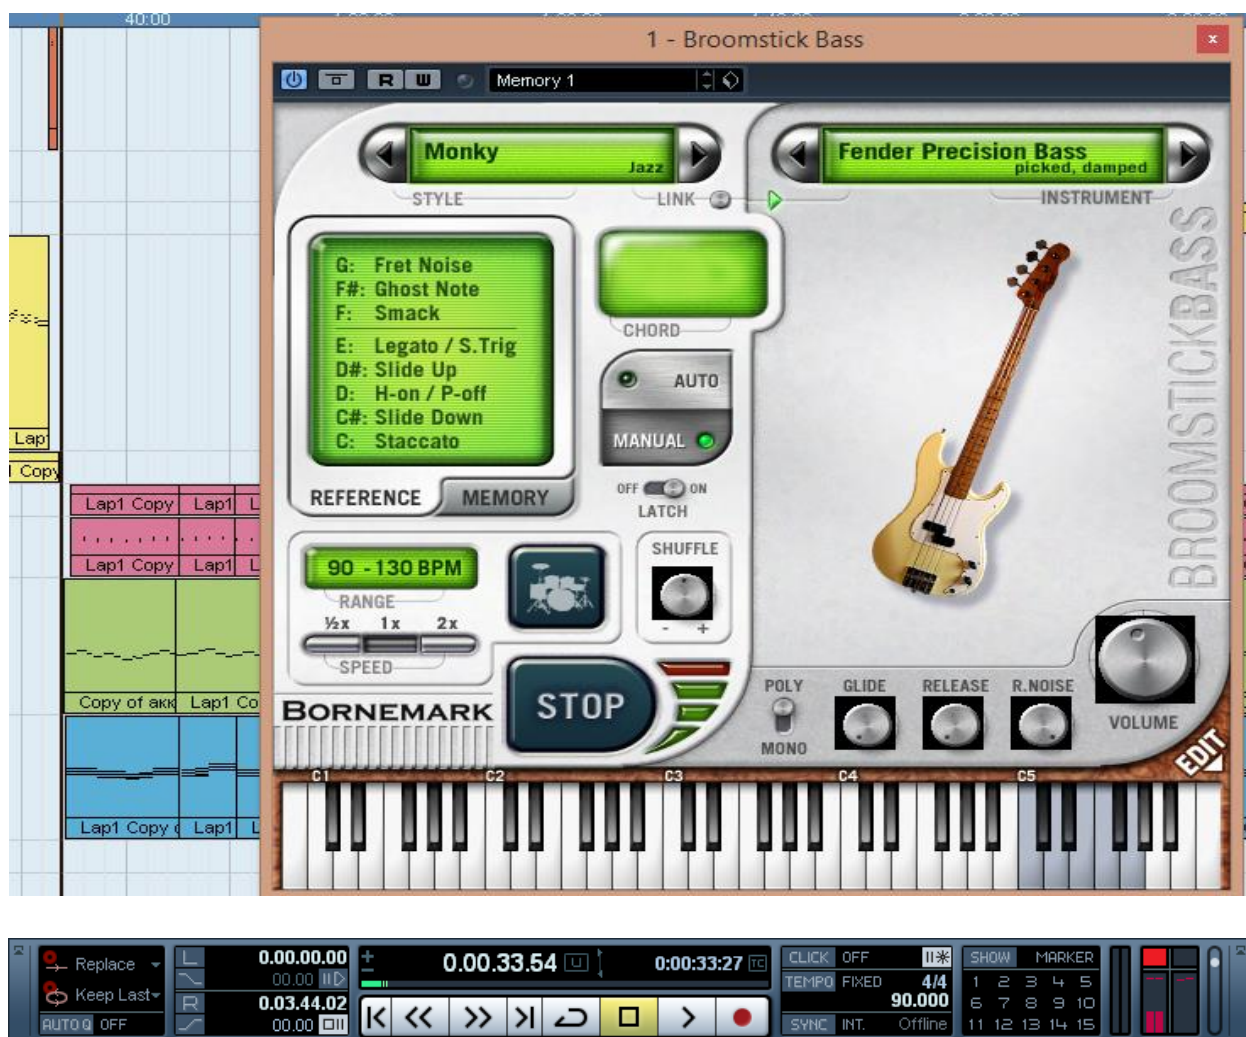 40:00
1 - Broomstick Bass
x
R W Memory 1
Monky
Jazz
Fender Precision Bass
picked, damped
STYLE LINK INSTRUMENT
G: Fret Noise
F#: Ghost Note
F: Smack
E: Legato / S.Trig
D#: Slide Up
D: H-on / P-off
C#: Slide Down
C: Staccato
REFERENCE MEMORY
CHORD
AUTO
MANUAL
OFF ON
LATCH
SHUFFLE
- +
90 - 130 BPM
RANGE
½x 1x 2x
SPEED
BORNEMARK
STOP
POLY
MONO
GLIDE RELEASE R.NOISE
VOLUME
EDIT
BROOMSTICKBASS
C1 C2 C3 C4 C5
Lap1 Copy Lap1 L
Lap1 Copy Lap1 L
Copy of акк Lap1 Co
Lap1 Copy Lap1 L
Replace
Keep Last
AUTO Q OFF
L 0.00.00.00
00.00
R 0.03.44.02
00.00
0.00.33.54 0:00:33:27 TC
CLICK OFF
TEMPO FIXED 4/4
90.000
SYNC INT. Offline
SHOW MARKER
1 2 3 4 5
6 7 8 9 10
11 12 13 14 15